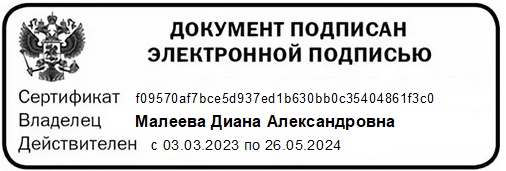 ДОКУМЕНТ ПОДПИСАН
ЭЛЕКТРОННОЙ ПОДПИСЬЮ
Сертификат f09570af7bce5d937ed1b630bb0c35404861f3c0
Владелец Малеева Диана Александровна
Действителен с 03.03.2023 по 26.05.2024